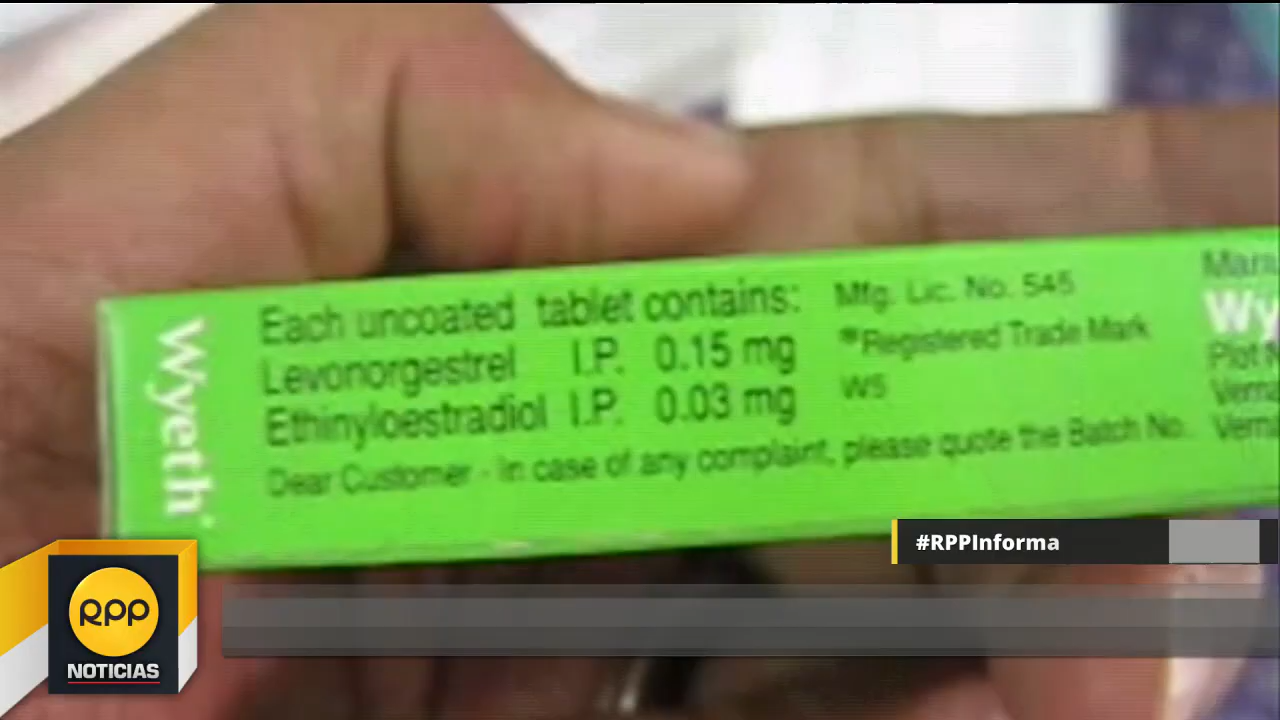 Wyeth
Each uncoated tablet contains:
Levonorgestrel I.P. 0.15 mg
Ethinyloestradiol I.P. 0.03 mg
Dear Customer - In case of any complaint, please quote the Batch No.
Mfg. Lic. No. 545
*Registered Trade Mark
W5
Wy
#RPPInforma
RPP
NOTICIAS